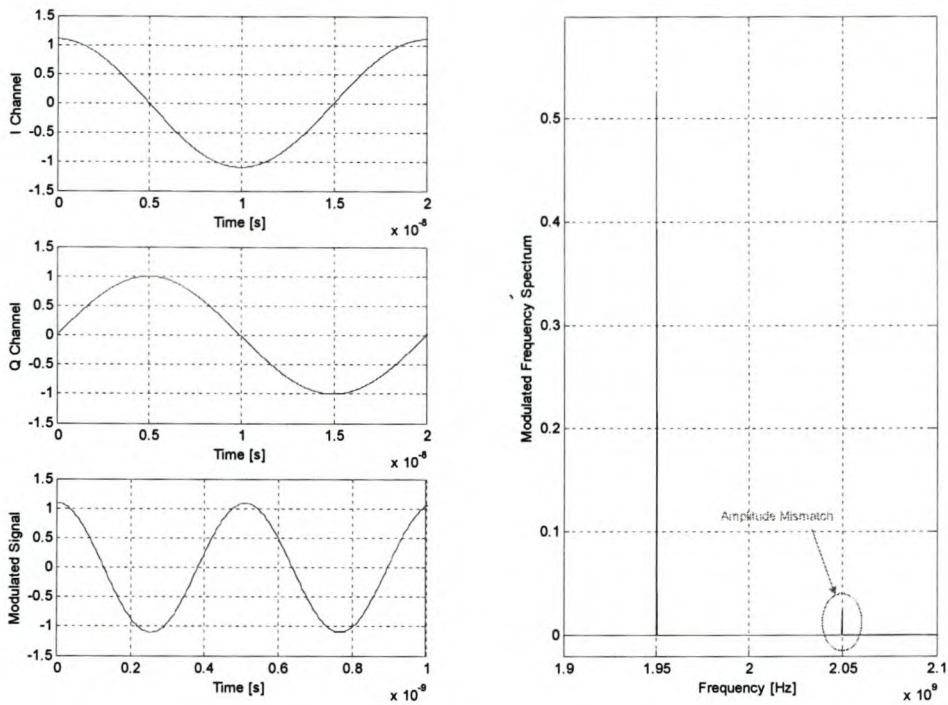 1.5
1
0.5
0
-0.5
-1
-1.5
I Channel
0 0.5 1 1.5 2
Time [s]
x 10⁻⁸
1.5
1
0.5
0
-0.5
-1
-1.5
Q Channel
0 0.5 1 1.5 2
Time [s]
x 10⁻⁸
1.5
1
0.5
0
-0.5
-1
-1.5
Modulated Signal
0 0.2 0.4 0.6 0.8 1
Time [s]
x 10⁻⁹
0.5
0.4
0.3
0.2
0.1
0
Modulated Frequency Spectrum
Amplitude Mismatch
1.9 1.95 2 2.05 2.1
Frequency [Hz]
x 10⁹